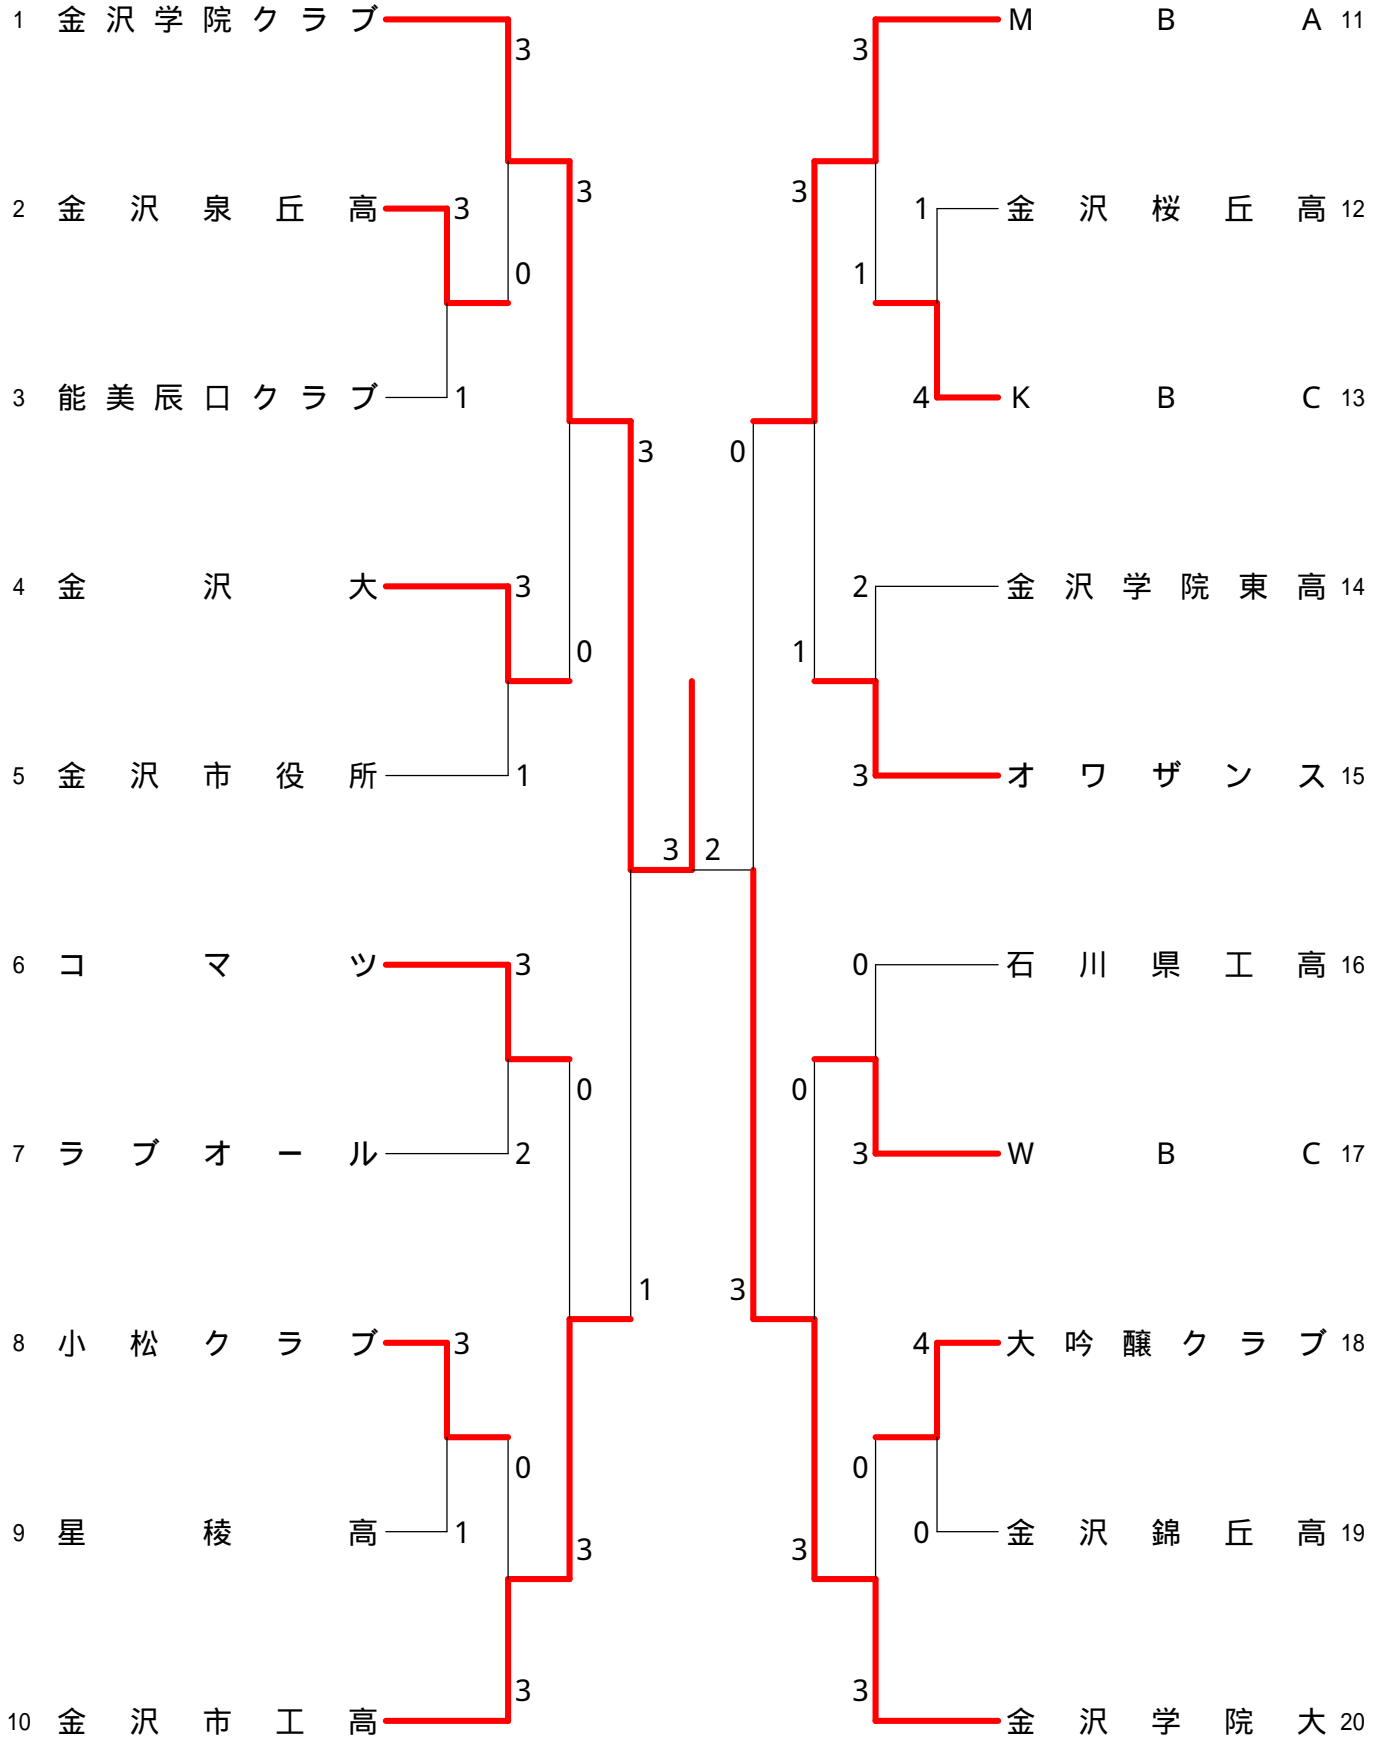 1 金沢学院クラブ
3
3 MBA 11
2 金沢泉丘高 3
3
3
1 金沢桜丘高 12
0
1
3 能美辰口クラブ 1
4 KBC 13
3
0
4 金沢大 3
2 金沢学院東高 14
0
1
5 金沢市役所 1
3 オワザンス 15
3 2
6 コマツ 3
0 石川県工高 16
0
0
7 ラブオール 2
3 WBC 17
1
3
8 小松クラブ 3
4 大吟醸クラブ 18
0
0
9 星稜高 1
0 金沢錦丘高 19
3
3
3
3
10 金沢市工高
金沢学院大 20